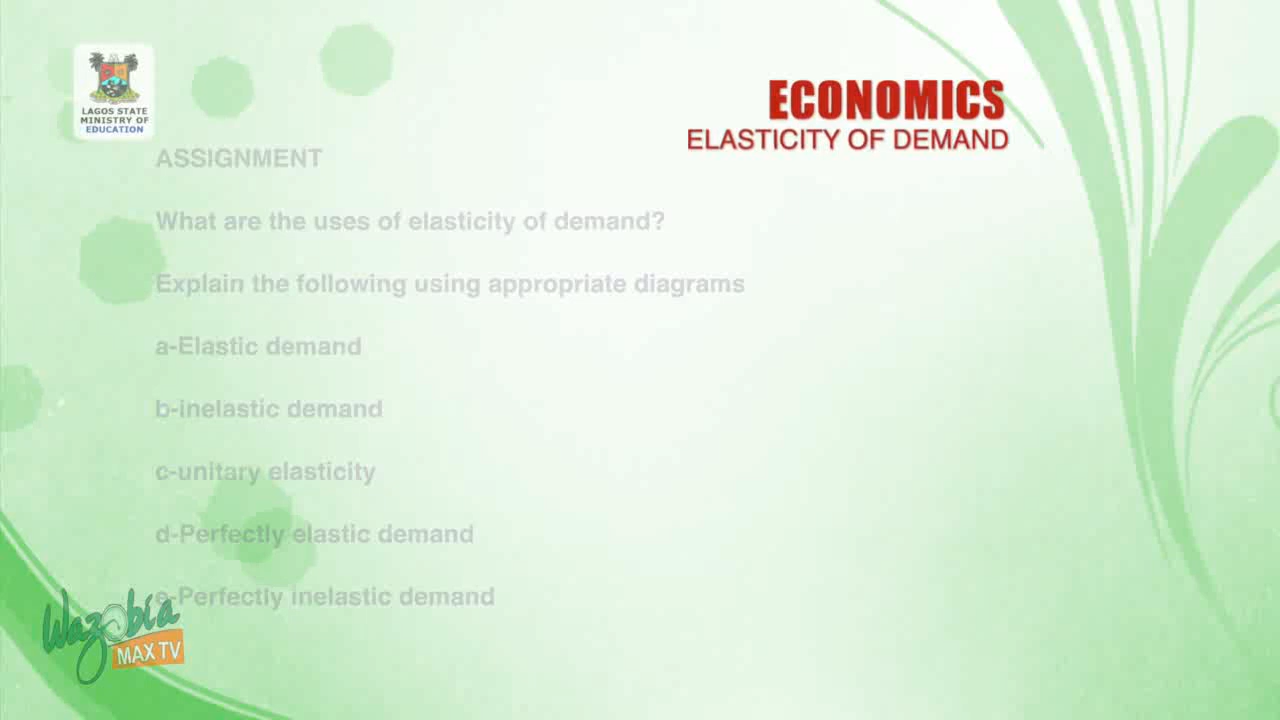 LAGOS STATE
MINISTRY OF
EDUCATION
ECONOMICS
ELASTICITY OF DEMAND
ASSIGNMENT
What are the uses of elasticity of demand?
Explain the following using appropriate diagrams
a-Elastic demand
b-inelastic demand
c-unitary elasticity
d-Perfectly elastic demand
e-Perfectly inelastic demand
Wazobia
MAX TV